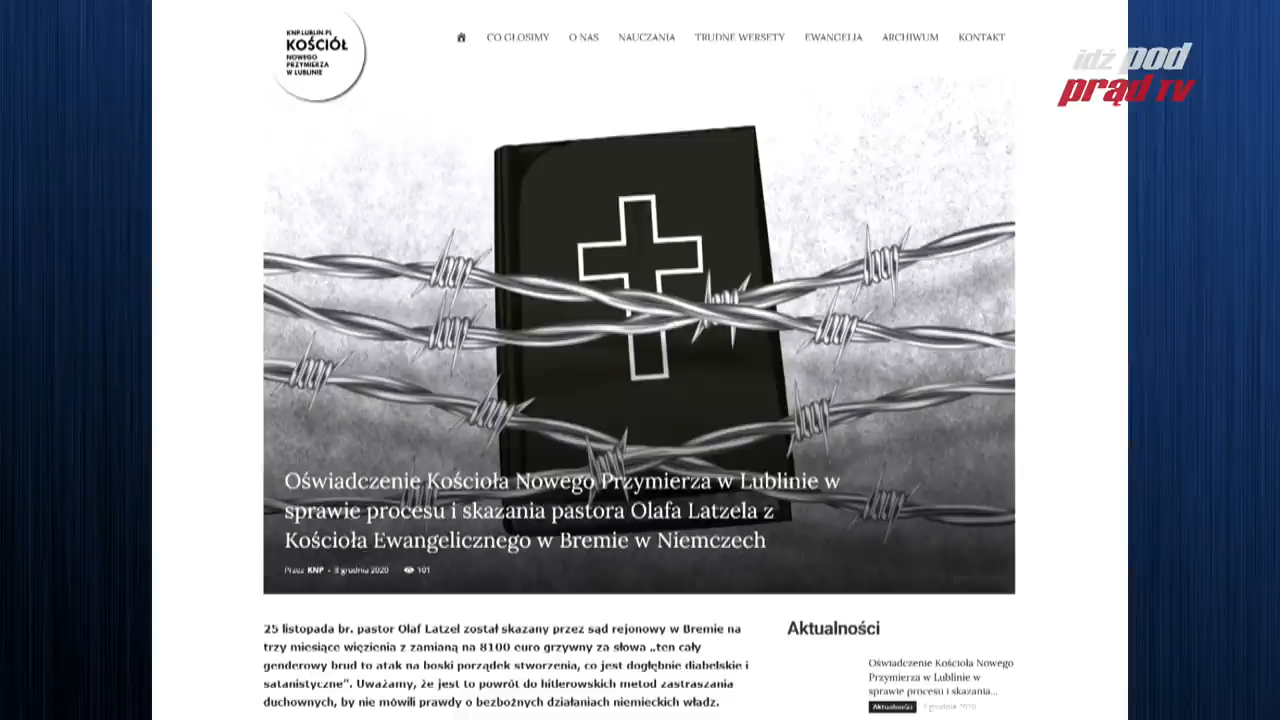 KNP.LUBLIN.PL
KOŚCIÓŁ
NOWEGO
PRZYMIERZA
W LUBLINIE
CO GŁOSIMY O NAS NAUCZANIA TRUDNE WERSETY EWANGELIA ARCHIWUM KONTAKT
idź pod
prąd TV
Oświadczenie Kościoła Nowego Przymierza w Lublinie w
sprawie procesu i skazania pastora Olafa Latzela z
Kościoła Ewangelicznego w Bremie w Niemczech
Przez KNP - 3 grudnia 2020 101
25 listopada br. pastor Olaf Latzel został skazany przez sąd rejonowy w Bremie na
trzy miesiące więzienia z zamianą na 8100 euro grzywny za słowa „ten cały
genderowy brud to atak na boski porządek stworzenia, co jest dogłębnie diabelskie i
satanistyczne”. Uważamy, że jest to powrót do hitlerowskich metod zastraszania
duchownych, by nie mówili prawdy o bezbożnych działaniach niemieckich władz.
Aktualności
Oświadczenie Kościoła Nowego
Przymierza w Lublinie w
sprawie procesu i skazania...
Aktualności grudnia 2020